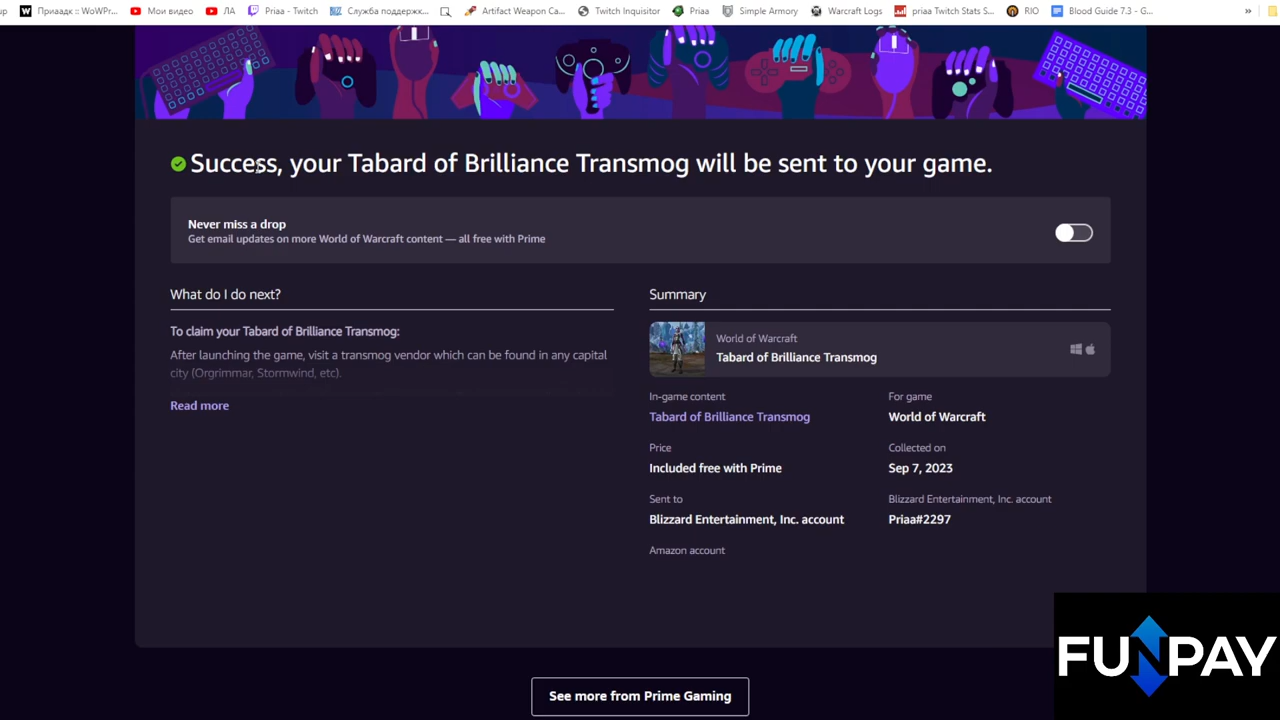 up
Приаадк :: WoWPr...
Мои видео
ЛА
Priaa - Twitch
Служба поддержк...
Artifact Weapon Ca...
Twitch Inquisitor
Priaa
Simple Armory
Warcraft Logs
priaa Twitch Stats S...
RIO
Blood Guide 7.3 - G...
»
Success, your Tabard of Brilliance Transmog will be sent to your game.
Never miss a drop
Get email updates on more World of Warcraft content — all free with Prime
What do I do next?
To claim your Tabard of Brilliance Transmog:
After launching the game, visit a transmog vendor which can be found in any capital
city (Orgrimmar, Stormwind, etc).
Read more
Summary
World of Warcraft
Tabard of Brilliance Transmog
In-game content
Tabard of Brilliance Transmog
For game
World of Warcraft
Price
Included free with Prime
Collected on
Sep 7, 2023
Sent to
Blizzard Entertainment, Inc. account
Blizzard Entertainment, Inc. account
Priaa#2297
Amazon account
FUNPAY
See more from Prime Gaming